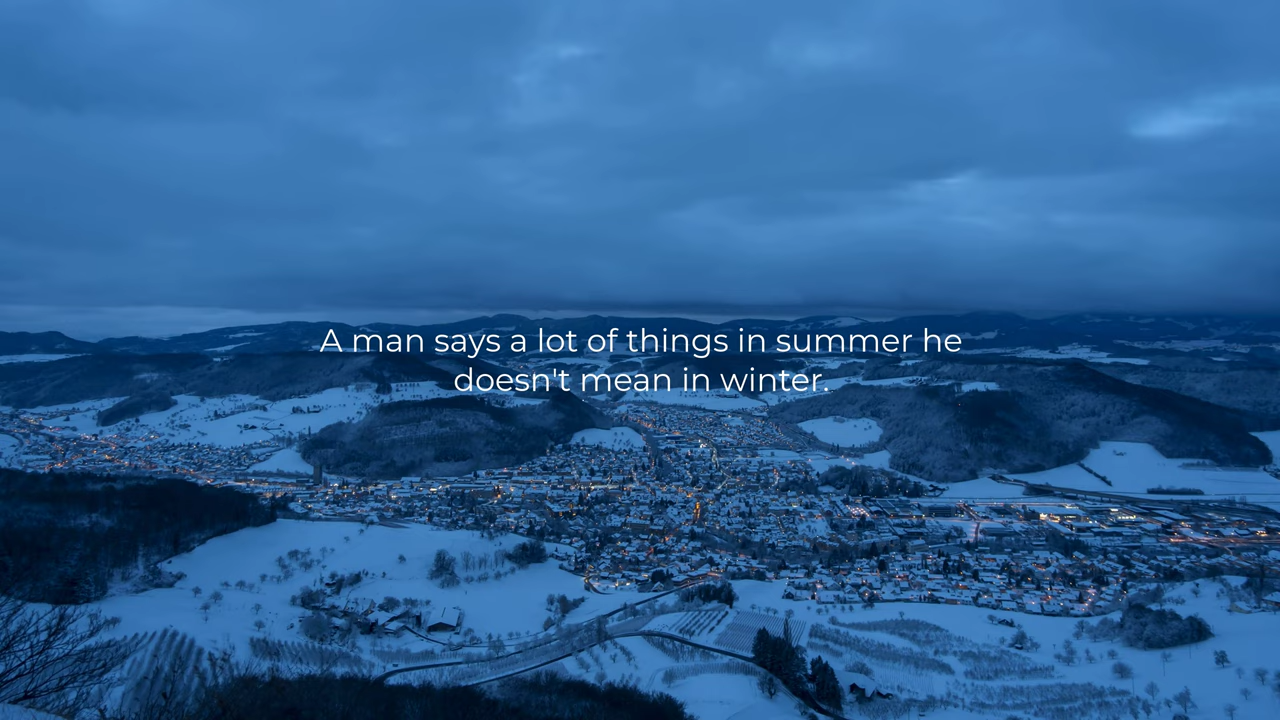 A man says a lot of things in summer he
doesn't mean in winter.